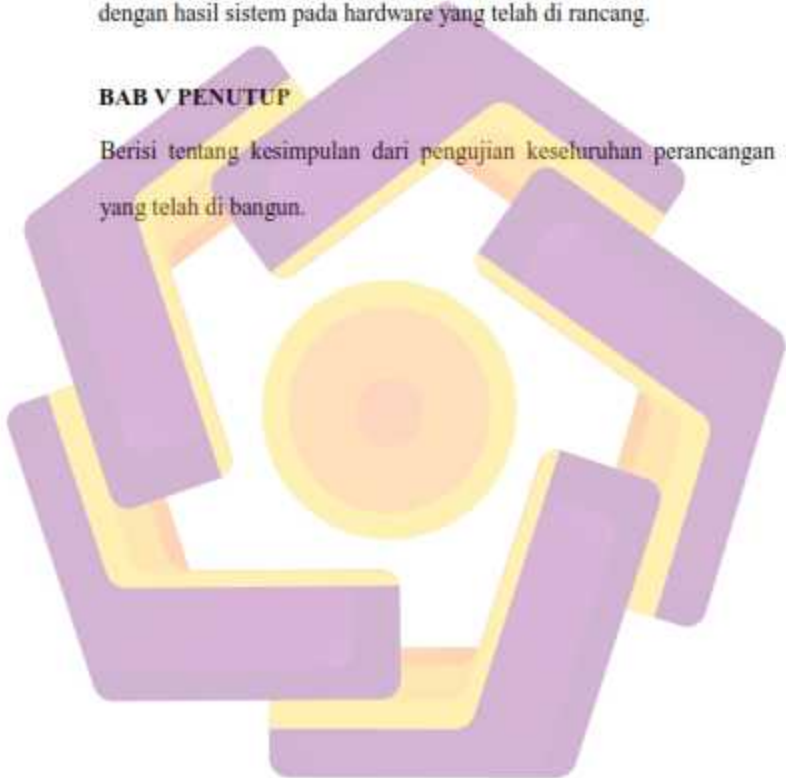 dengan hasil sistem pada hardware yang telah di rancang.
BAB V PENUTUP
Berisi tentang kesimpulan dari pengujian keseluruhan perancangan
yang telah di bangun.